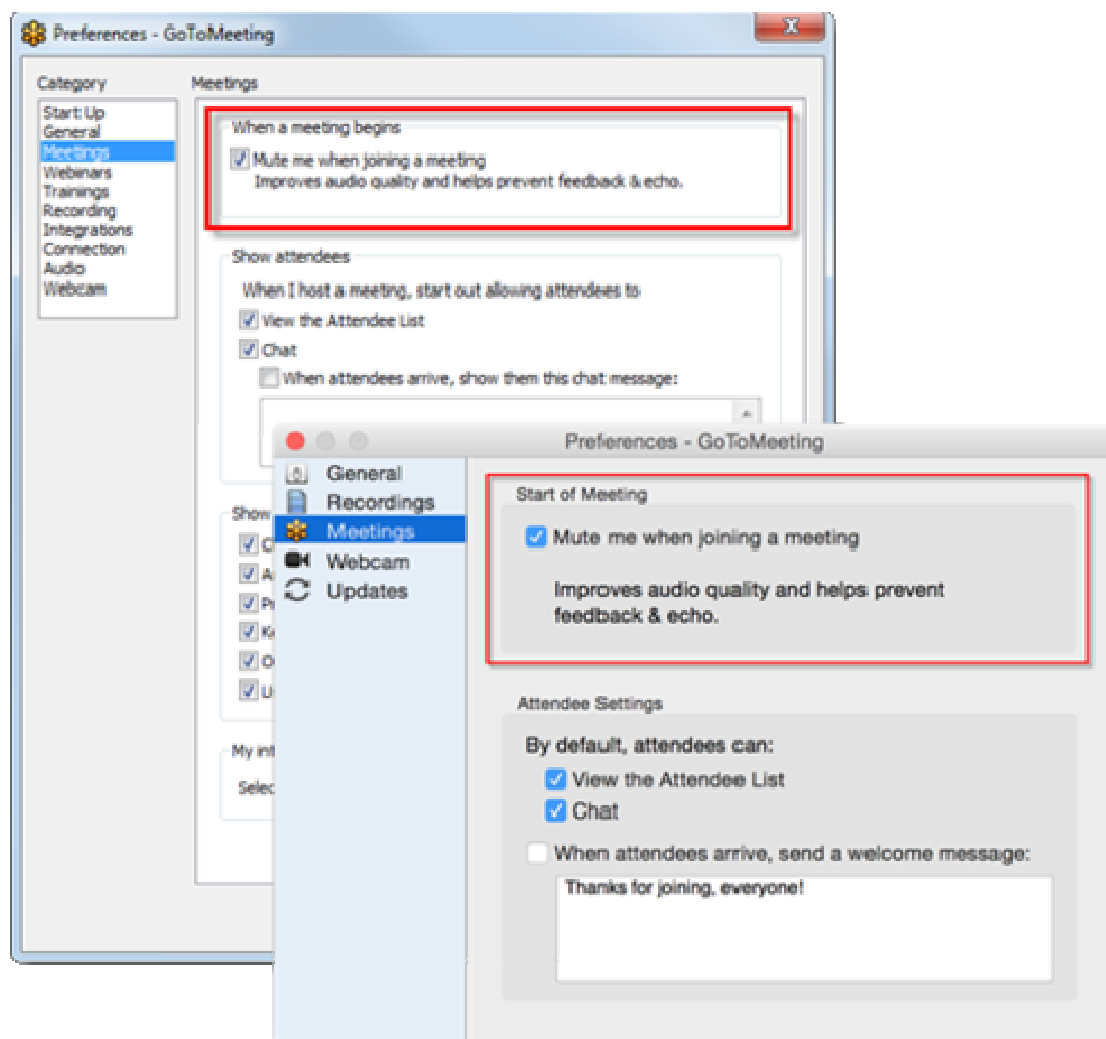 Preferences - GoToMeeting
X
Category
Meetings
Start Up
General
Meetings
Webinars
Trainings
Recording
Integrations
Connection
Audio
Webcam
When a meeting begins
Mute me when joining a meeting
Improves audio quality and helps prevent feedback & echo.
Show attendees
When I host a meeting, start out allowing attendees to
View the Attendee List
Chat
When attendees arrive, show them this chat message:
Show
My int
Selec
Preferences - GoToMeeting
General
Recordings
Meetings
Webcam
Updates
Start of Meeting
Mute me when joining a meeting
Improves audio quality and helps prevent
feedback & echo.
Attendee Settings
By default, attendees can:
View the Attendee List
Chat
When attendees arrive, send a welcome message:
Thanks for joining, everyone!